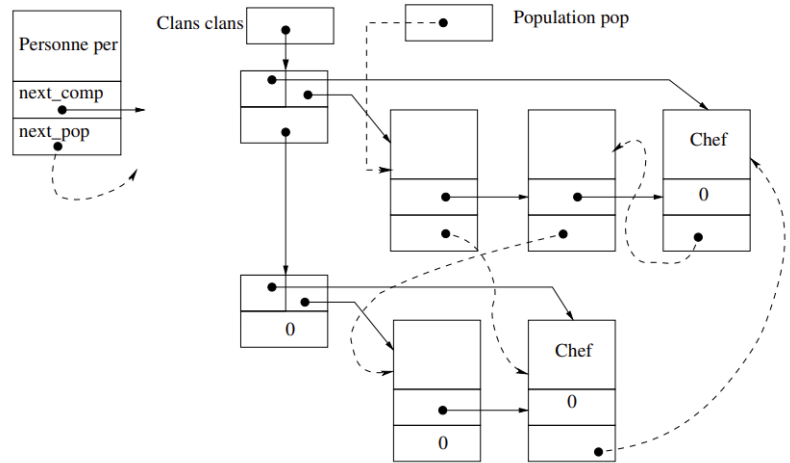 Personne per
next_comp
next_pop
Clans clans
Population pop
Chef
0
0
Chef
0
0